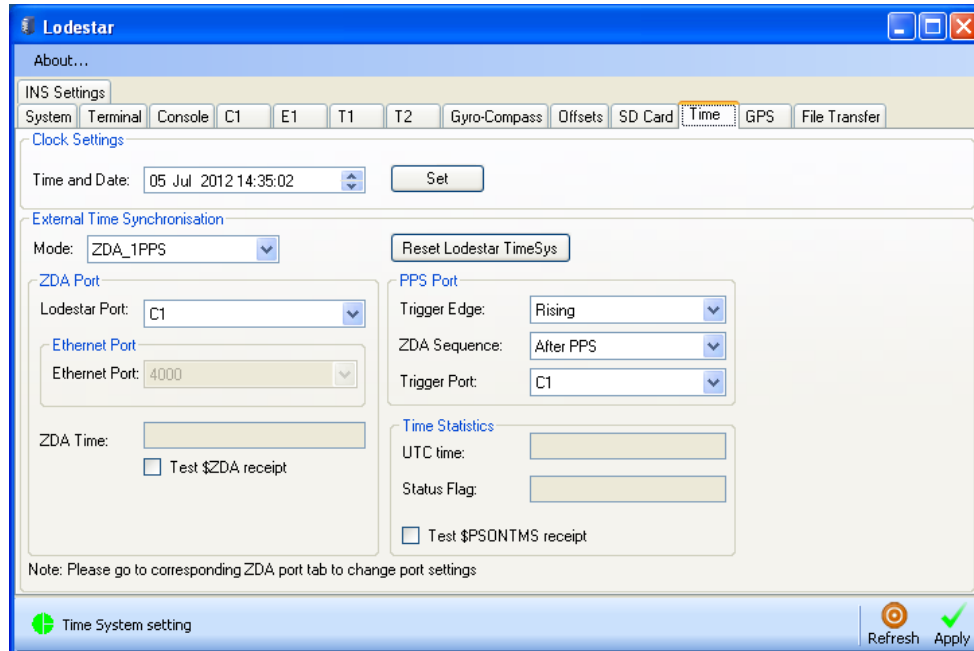 Lodestar
About...
INS Settings
System Terminal Console C1 E1 T1 T2 Gyro-Compass Offsets SD Card Time GPS File Transfer
Clock Settings
Time and Date: 05 Jul 2012 14:35:02 Set
External Time Synchronisation
Mode: ZDA_1PPS Reset Lodestar TimeSys
ZDA Port
Lodestar Port: C1
Ethernet Port
Ethernet Port: 4000
ZDA Time:
Test $ZDA receipt
PPS Port
Trigger Edge: Rising
ZDA Sequence: After PPS
Trigger Port: C1
Time Statistics
UTC time:
Status Flag:
Test $PSONTMS receipt
Note: Please go to corresponding ZDA port tab to change port settings
Time System setting
Refresh Apply